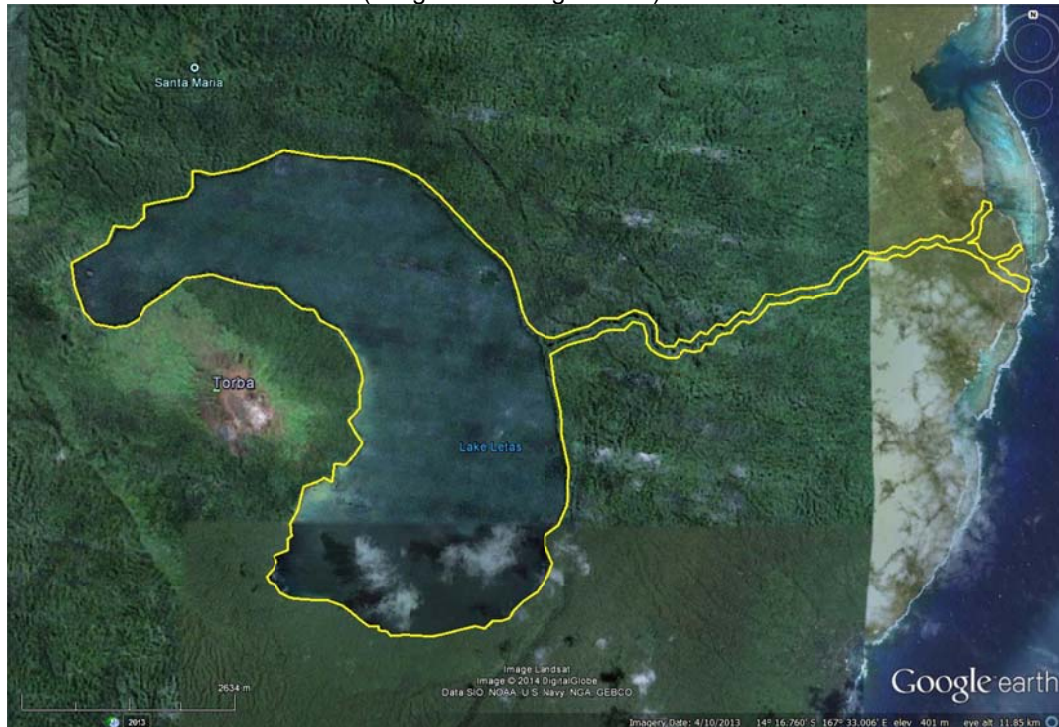 N
Santa Maria
Torba
Lake Letas
Image Landsat
Image © 2014 DigitalGlobe
Data SIO, NOAA, U.S. Navy, NGA, GEBCO
Google earth
2634 m
2013
Imagery Date: 4/10/2013 14° 16.760' S 167° 33.006' E elev 401 m eye alt 11.85 km